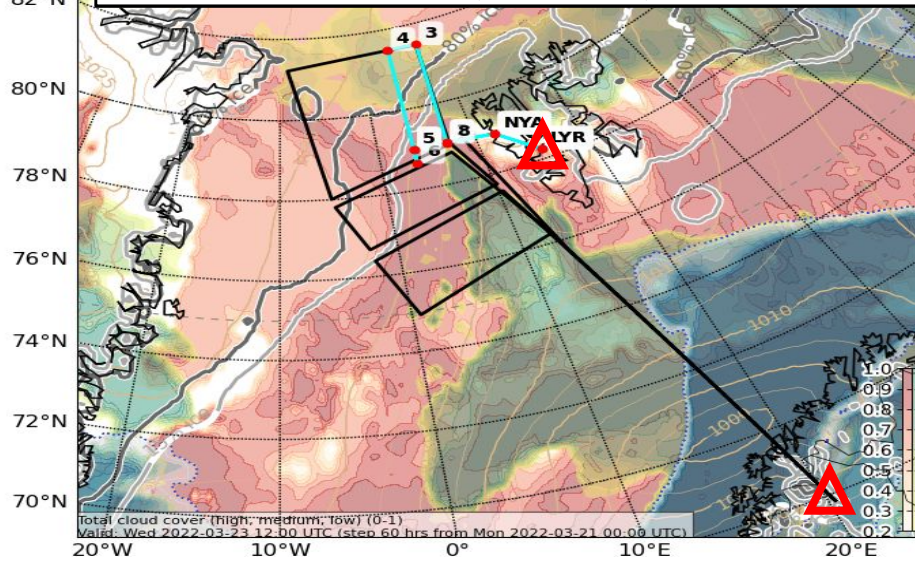 82°N
80°N
78°N
76°N
74°N
72°N
70°N
20°W
10°W
0°
10°E
20°E
4
3
80% ice
80%
1025
NYA
LYR
8
5
6
1010
1.0
0.9
0.8
0.7
0.6
0.5
0.4
0.3
0.2
Total cloud cover (high, medium, low) (0-1)
Valid: Wed 2022-03-23 12:00 UTC (step 60 hrs from Mon 2022-03-21 00:00 UTC)